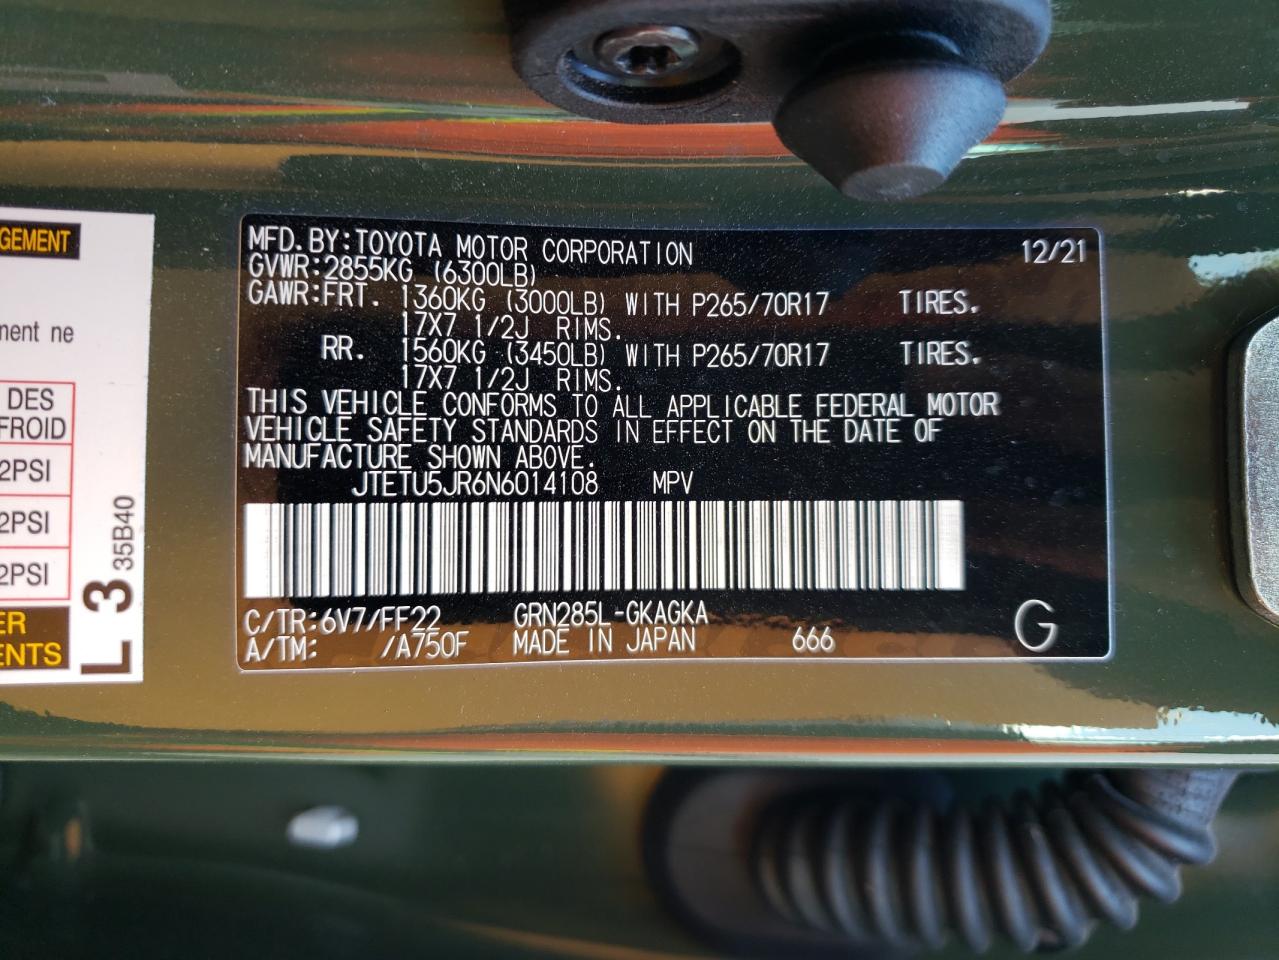 GEMENT
ment ne
DES
FROID
2PSI
2PSI
2PSI
ER
ENTS
L 3 35B40
MFD.BY:TOYOTA MOTOR CORPORATION 12/21
GVWR:2855KG (6300LB)
GAWR:FRT. 1360KG (3000LB) WITH P265/70R17 TIRES.
17X7 1/2J RIMS.
RR. 1560KG (3450LB) WITH P265/70R17 TIRES.
17X7 1/2J RIMS.
THIS VEHICLE CONFORMS TO ALL APPLICABLE FEDERAL MOTOR
VEHICLE SAFETY STANDARDS IN EFFECT ON THE DATE OF
MANUFACTURE SHOWN ABOVE.
JTETU5JR6N6014108 MPV
C/TR:6V7/FF22 GRN285L-GKAGKA
A/TM: /A750F MADE IN JAPAN 666 G